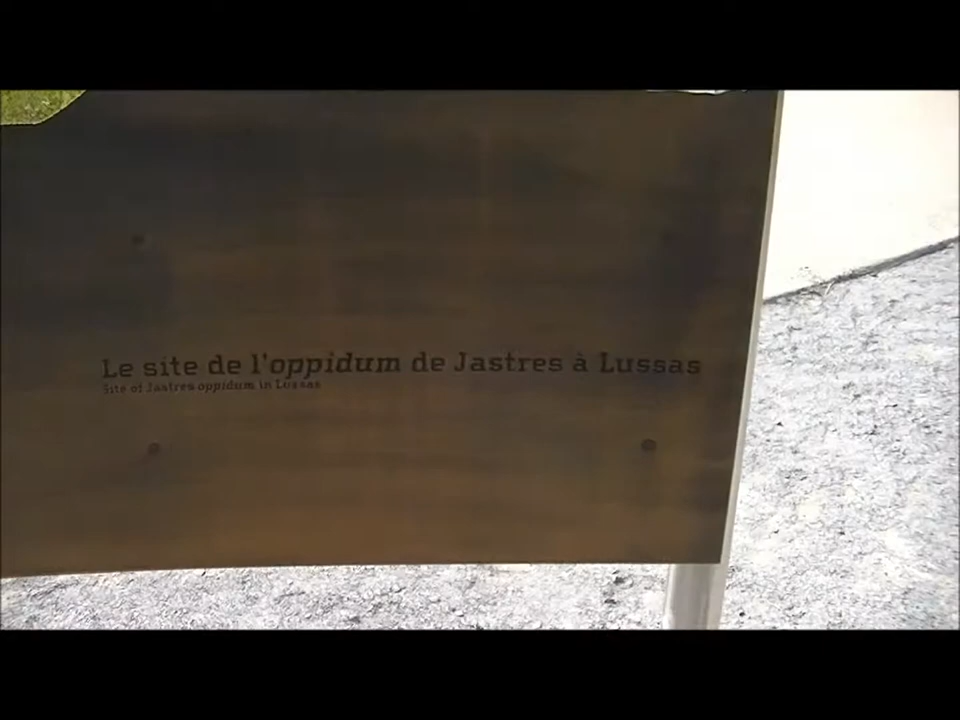 Le site de l'oppidum de Jastres à Lussas
Site of Jastres oppidum in Lussas